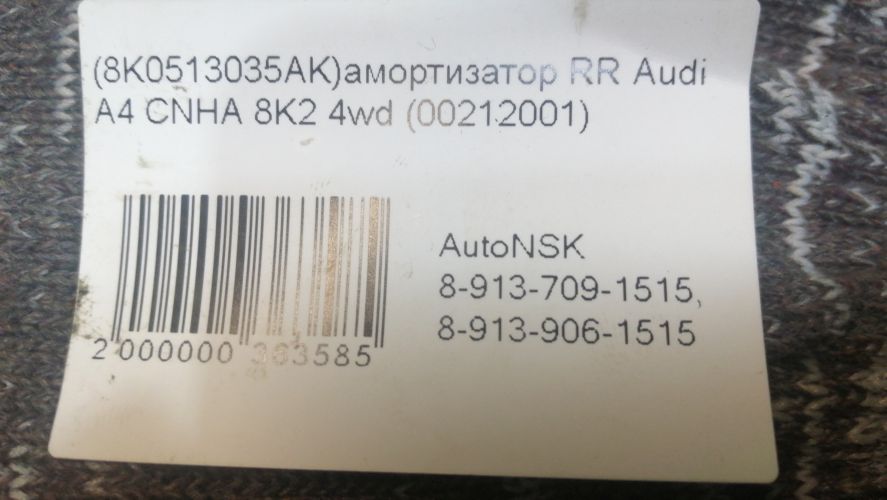 (8K0513035AK)амортизатор RR Audi
A4 CNHA 8K2 4wd (00212001)
AutoNSK
8-913-709-1515,
8-913-906-1515
2 000000 363585